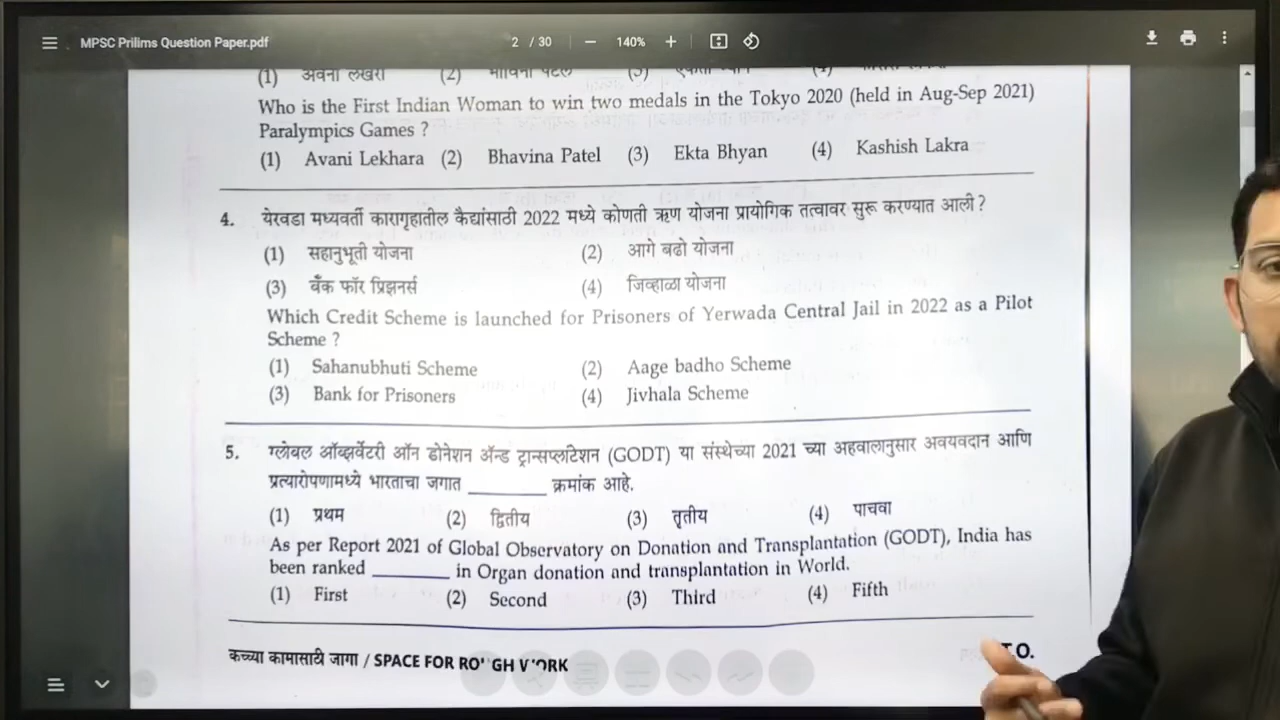 MPSC Prilims Question Paper.pdf 2 / 30 140%
(1) (2) (3) (4)
Who is the First Indian Woman to win two medals in the Tokyo 2020 (held in Aug-Sep 2021)
Paralympics Games ?
(1) Avani Lekhara (2) Bhavina Patel (3) Ekta Bhyan (4) Kashish Lakra
4. येरवडा मध्यवर्ती कारागृहातील कैद्यांसाठी 2022 मध्ये कोणती ऋण योजना प्रायोगिक तत्वावर सुरू करण्यात आली ?
(1) सहानुभूती योजना (2) आगे बढो योजना
(3) बँक फॉर प्रिझनर्स (4) जिव्हाळा योजना
Which Credit Scheme is launched for Prisoners of Yerwada Central Jail in 2022 as a Pilot
Scheme ?
(1) Sahanubhuti Scheme (2) Aage badho Scheme
(3) Bank for Prisoners (4) Jivhala Scheme
5. ग्लोबल ऑब्झर्वेटरी ऑन डोनेशन ॲन्ड ट्रान्सप्लांटेशन (GODT) या संस्थेच्या 2021 च्या अहवालानुसार अवयवदान आणि
प्रत्यारोपणामध्ये भारताचा जगात ________ क्रमांक आहे.
(1) प्रथम (2) द्वितीय (3) तृतीय (4) पाचवा
As per Report 2021 of Global Observatory on Donation and Transplantation (GODT), India has
been ranked ________ in Organ donation and transplantation in World.
(1) First (2) Second (3) Third (4) Fifth
कच्च्या कामासाठी जागा / SPACE FOR ROUGH WORK T.O.